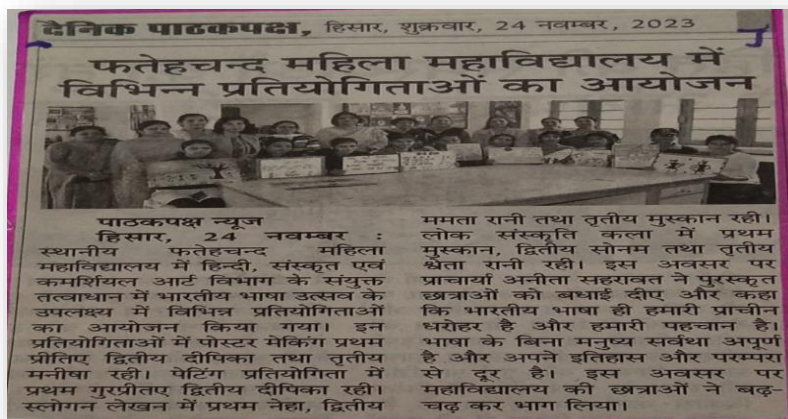 दैनिक पाठकपक्ष, हिसार, शुक्रवार, 24 नवम्बर, 2023
फतेहचन्द महिला महाविद्यालय में
विभिन्न प्रतियोगिताओं का आयोजन
पाठकपक्ष न्यूज
हिसार, 24 नवम्बर :
स्थानीय फतेहचन्द महिला
महाविद्यालय में हिन्दी, संस्कृत एवं
कमर्शियल आर्ट विभाग के संयुक्त
तत्वाधान में भारतीय भाषा उत्सव के
उपलक्ष्य में विभिन्न प्रतियोगिताओं
का आयोजन किया गया। इन
प्रतियोगिताओं में पोस्टर मेकिंग प्रथम
प्रीतिए द्वितीय दीपिका तथा तृतीय
मनीषा रही। पेटिंग प्रतियोगिता में
प्रथम गुरप्रीतए द्वितीय दीपिका रही।
स्लोगन लेखन में प्रथम नेहा, द्वितीय
ममता रानी तथा तृतीय मुस्कान रही।
लोक संस्कृति कला में प्रथम
मुस्कान, द्वितीय सोनम तथा तृतीय
श्वेता रानी रही। इस अवसर पर
प्राचार्या अनीता सहरावत ने पुरस्कृत
छात्राओं को बधाई दीए और कहा
कि भारतीय भाषा ही हमारी प्राचीन
धरोहर है और हमारी पहचान है।
भाषा के बिना मनुष्य सर्वथा अपूर्ण
है और अपने इतिहास और परम्परा
से दूर है। इस अवसर पर
महाविद्यालय की छात्राओं ने बढ़-
चढ़ कर भाग लिया।